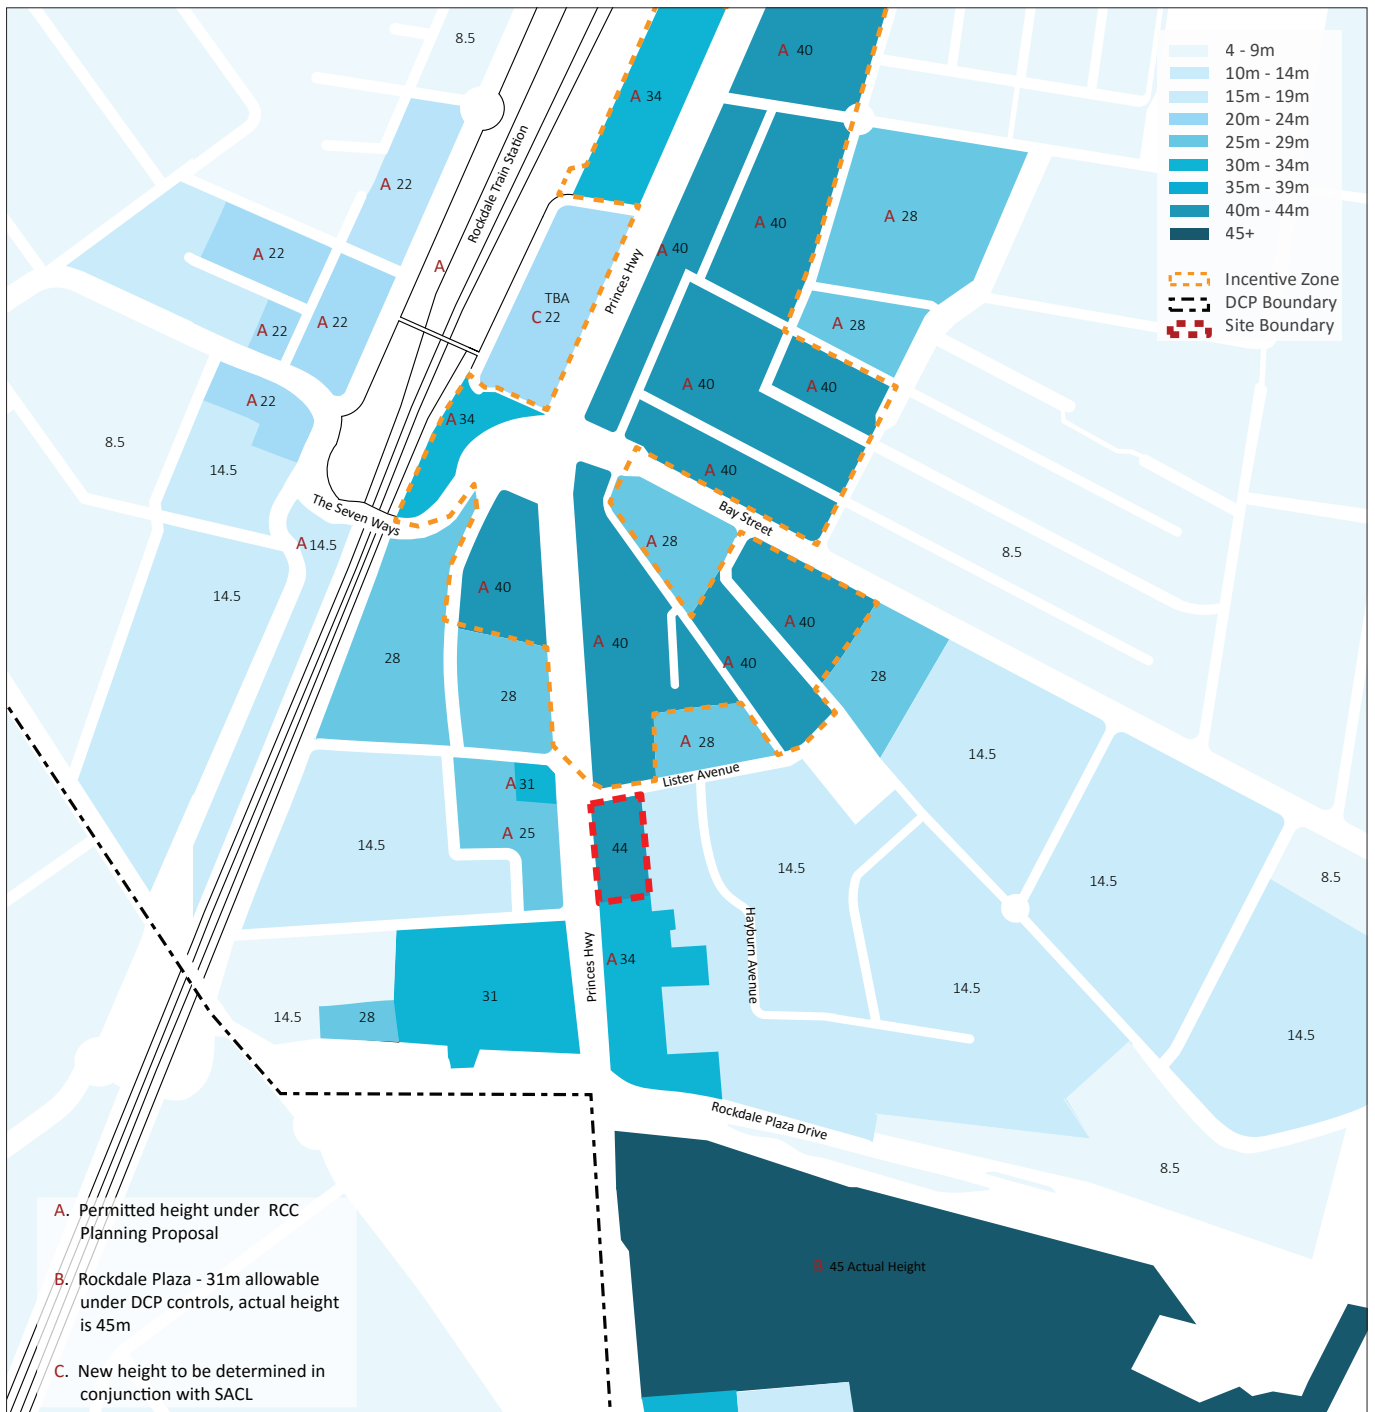 8.5
A 40
A 34
4 - 9m
10m - 14m
15m - 19m
20m - 24m
25m - 29m
30m - 34m
35m - 39m
40m - 44m
45+
Incentive Zone
DCP Boundary
Site Boundary
Rockdale Train Station
A 22
A 28
A 40
A 40
A 22
A
Princes Hwy
TBA
C 22
A 22
A 22
A 28
A 40
A 40
A 22
A 34
8.5
14.5
A 40
The Seven Ways
Bay Street
A 14.5
A 28
8.5
A 40
14.5
A 40
A 40
28
A 40
28
28
A 28
14.5
Lister Avenue
A 31
A 25
14.5
44
14.5
14.5
8.5
Hayburn Avenue
Princes Hwy
A 34
31
14.5
14.5
28
14.5
Rockdale Plaza Drive
8.5
A. Permitted height under RCC
Planning Proposal
B 45 Actual Height
B. Rockdale Plaza - 31m allowable
under DCP controls, actual height
is 45m
C. New height to be determined in
conjunction with SACL